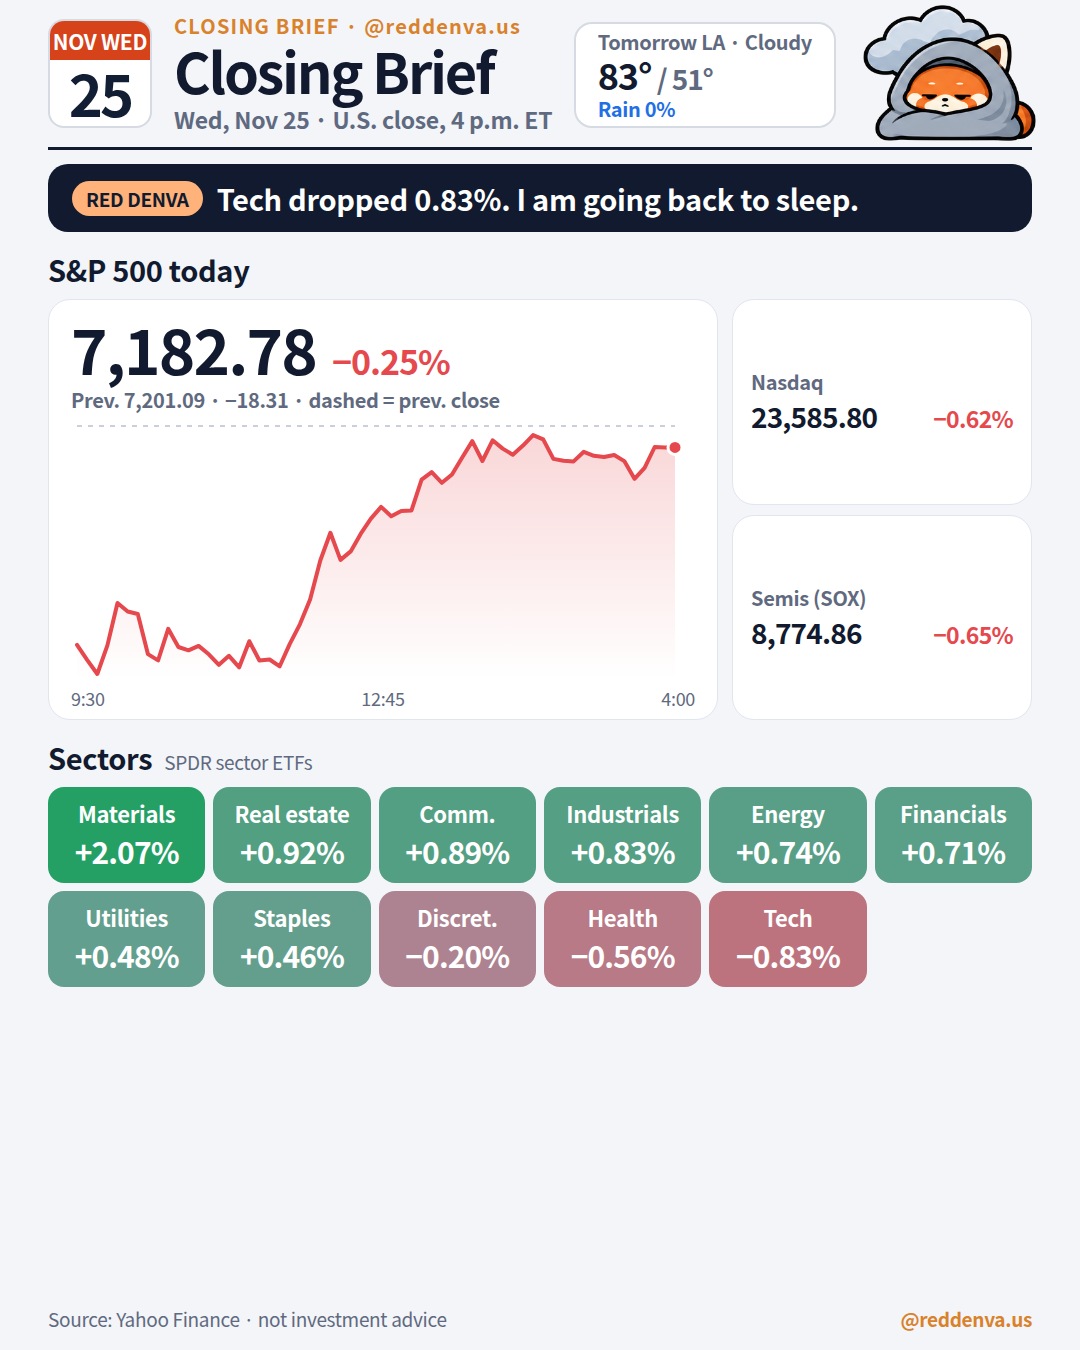 NOV WED
25
CLOSING BRIEF · @reddenva.us
Closing Brief
Wed, Nov 25 · U.S. close, 4 p.m. ET
Tomorrow LA · Cloudy
83° / 51°
Rain 0%
RED DENVA
Tech dropped 0.83%. I am going back to sleep.
S&P 500 today
7,182.78 −0.25%
Prev. 7,201.09 · −18.31 · dashed = prev. close
9:30 12:45 4:00
Nasdaq
23,585.80 −0.62%
Semis (SOX)
8,774.86 −0.65%
Sectors SPDR sector ETFs
Materials
+2.07%
Real estate
+0.92%
Comm.
+0.89%
Industrials
+0.83%
Energy
+0.74%
Financials
+0.71%
Utilities
+0.48%
Staples
+0.46%
Discret.
−0.20%
Health
−0.56%
Tech
−0.83%
Source: Yahoo Finance · not investment advice
@reddenva.us